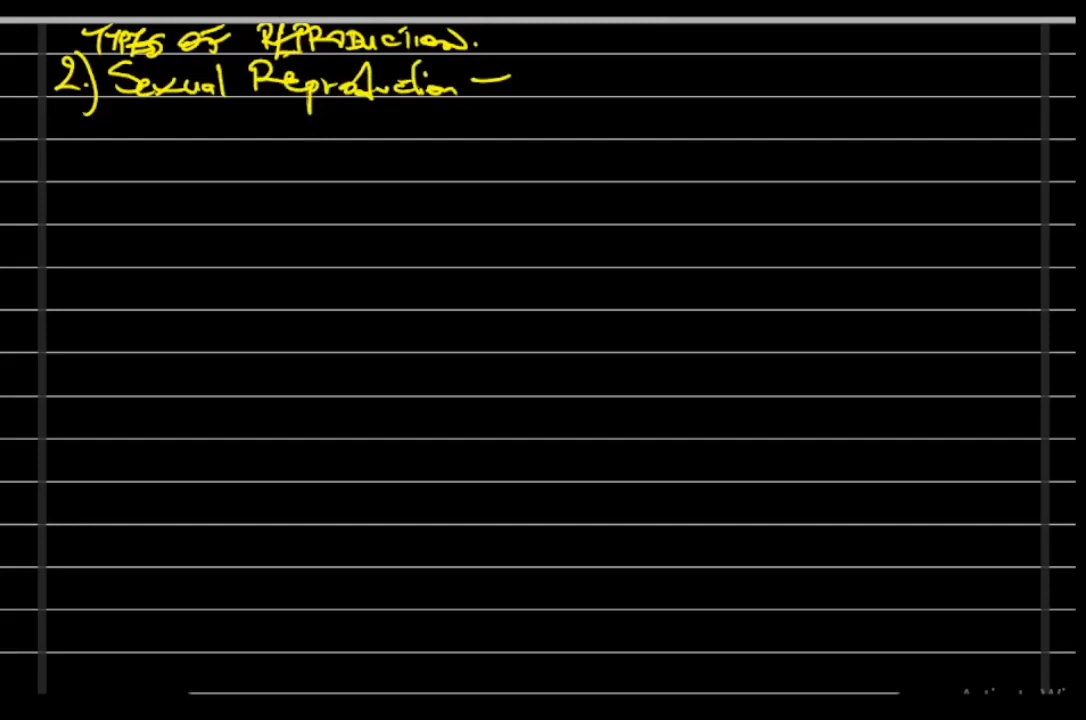 TYPES OF REPRODUCTION.
2.) Sexual Reproduction —